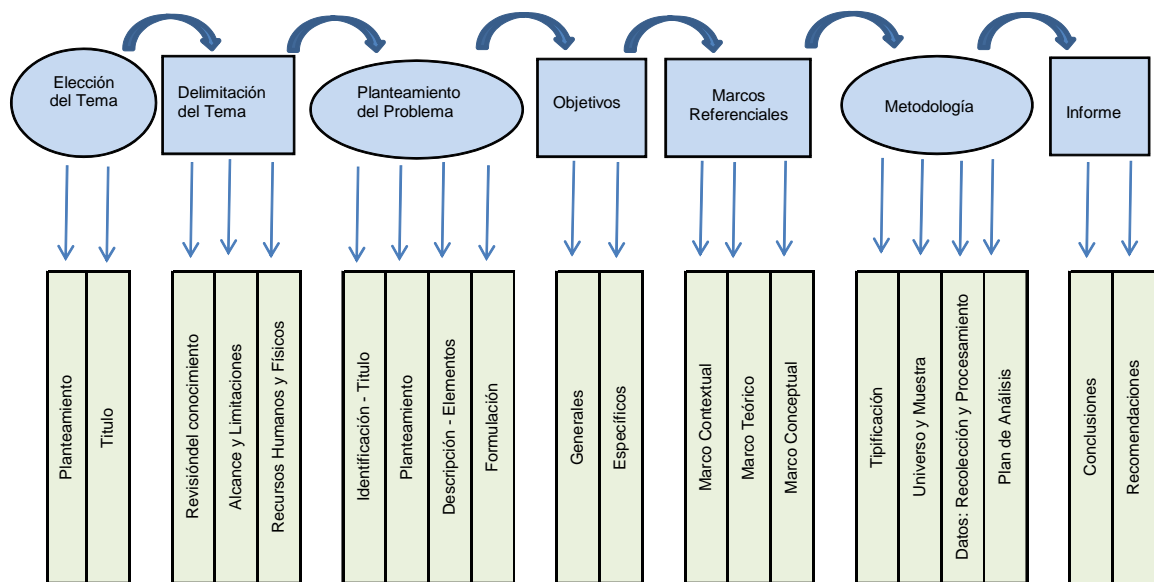 Elección
del Tema
Delimitación
del Tema
Planteamiento
del Problema
Objetivos
Marcos
Referenciales
Metodología
Informe
Planteamiento
Titulo
Revisióndel conocimiento
Alcance y Limitaciones
Recursos Humanos y Físicos
Identificación - Titulo
Planteamiento
Descripción - Elementos
Formulación
Generales
Específicos
Marco Contextual
Marco Teórico
Marco Conceptual
Tipificación
Universo y Muestra
Datos: Recolección y Procesamiento
Plan de Análisis
Conclusiones
Recomendaciones